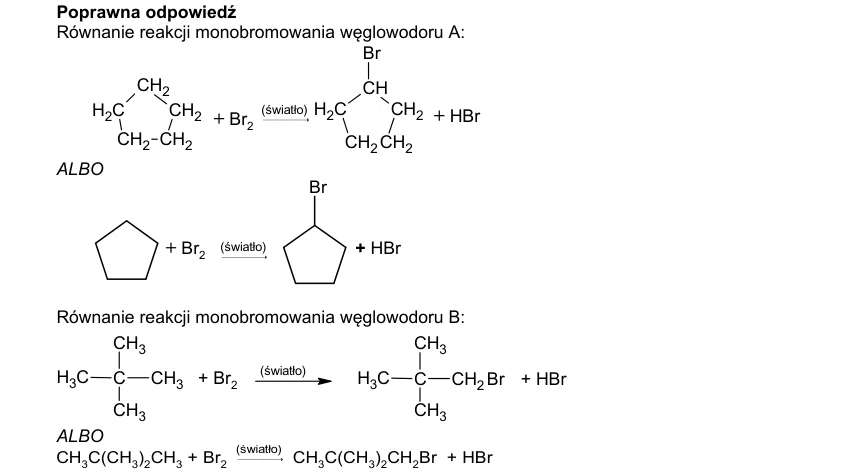 Poprawna odpowiedź
Równanie reakcji monobromowania węglowodoru A:
Br
CH₂ CH
H₂C CH₂ + Br₂ (światło) H₂C CH₂ + HBr
CH₂-CH₂ CH₂ CH₂
ALBO
Br
+ Br₂ (światło) + HBr
Równanie reakcji monobromowania węglowodoru B:
CH₃ CH₃
H₃C—C—CH₃ + Br₂ (światło) H₃C—C—CH₂Br + HBr
CH₃ CH₃
ALBO
CH₃C(CH₃)₂CH₃ + Br₂ (światło) CH₃C(CH₃)₂CH₂Br + HBr